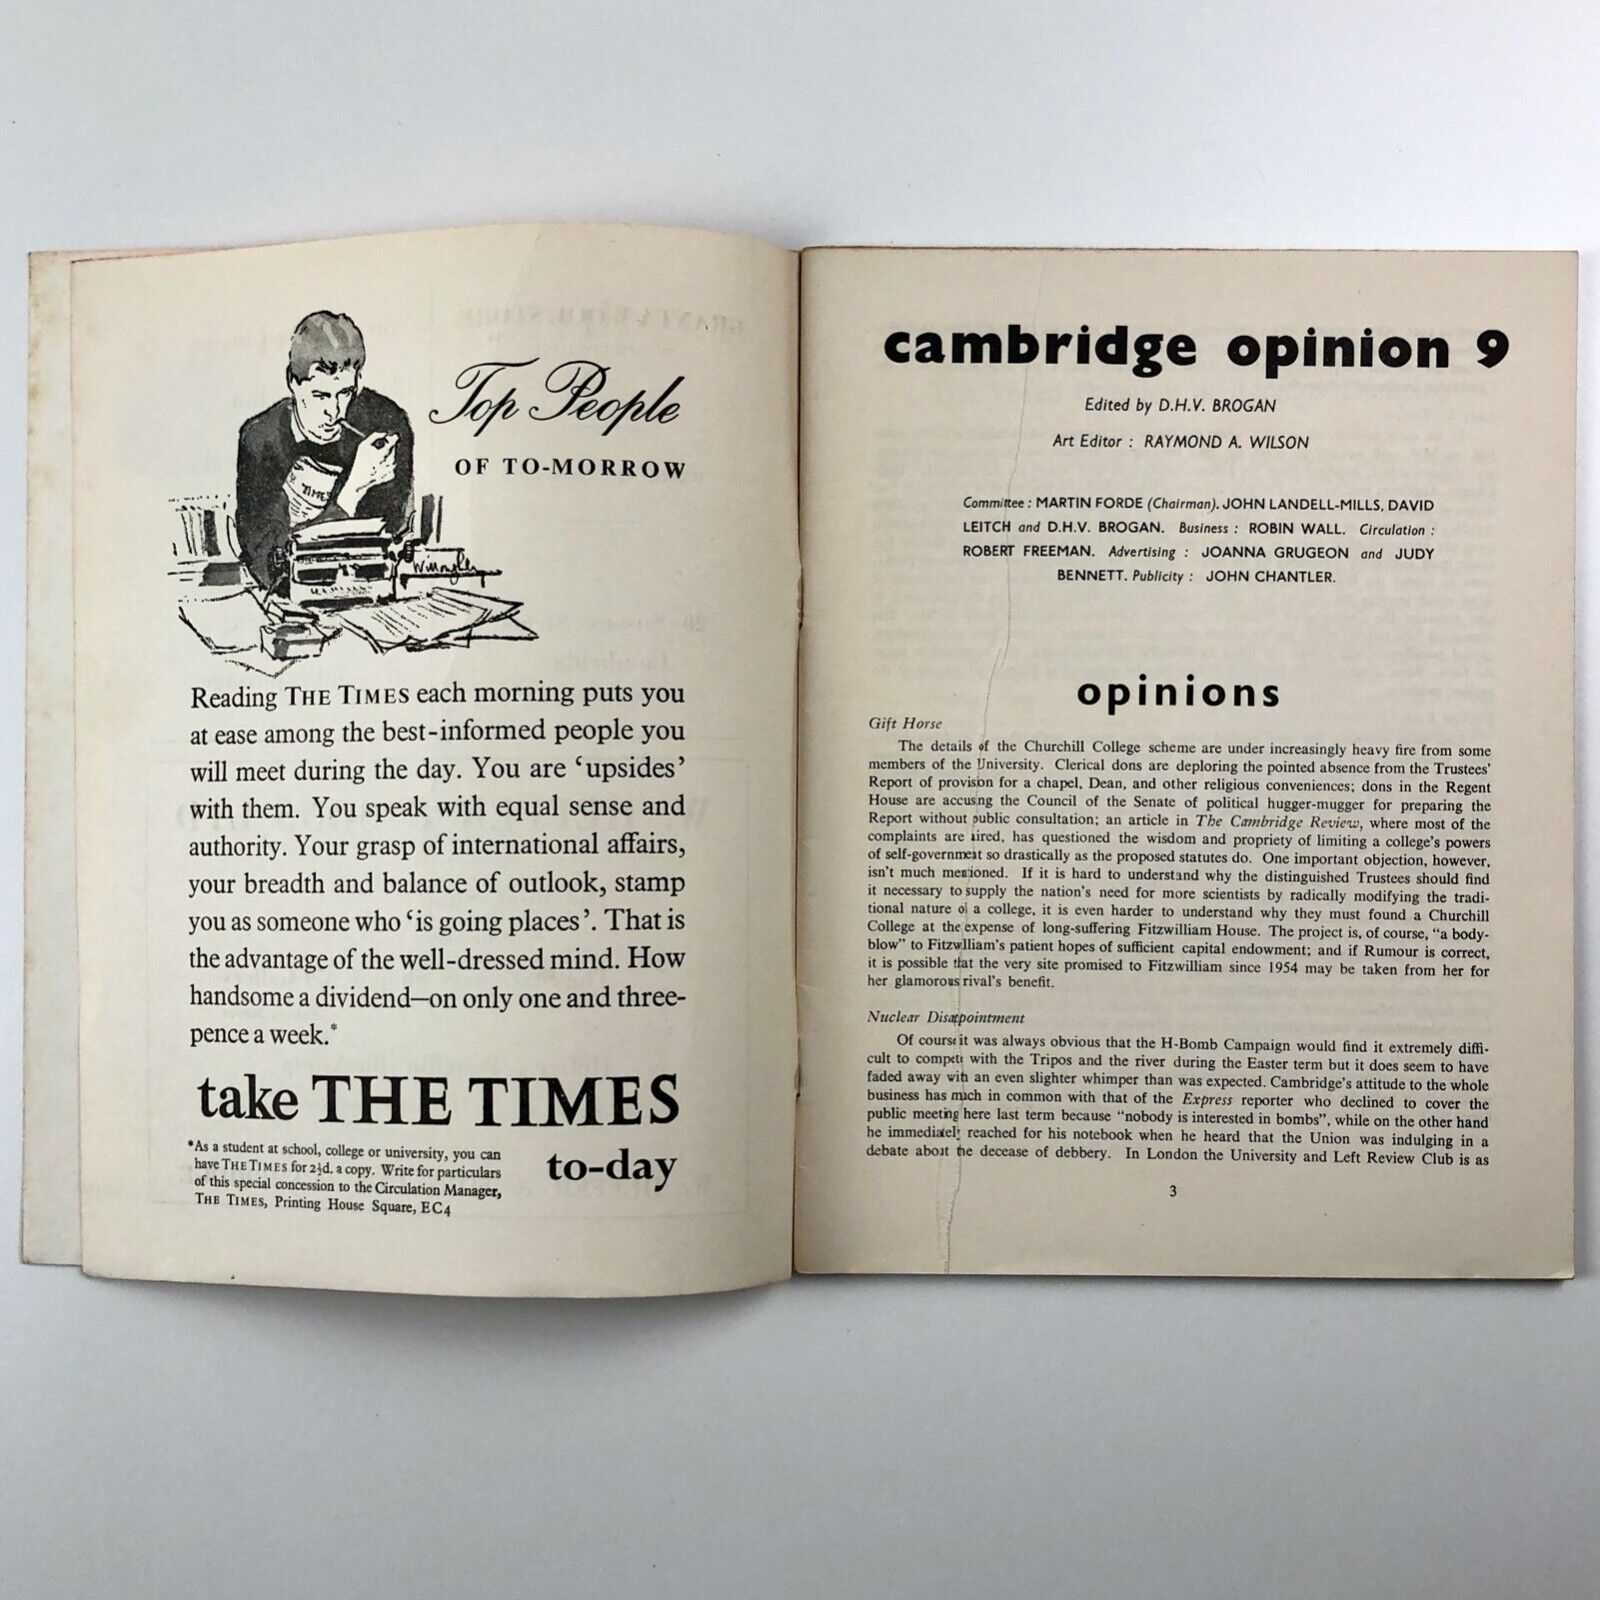 Top People
OF TO-MORROW
Reading THE TIMES each morning puts you
at ease among the best-informed people you
will meet during the day. You are ‘upsides’
with them. You speak with equal sense and
authority. Your grasp of international affairs,
your breadth and balance of outlook, stamp
you as someone who ‘is going places’. That is
the advantage of the well-dressed mind. How
handsome a dividend—on only one and three-
pence a week.*
take THE TIMES
to-day
*As a student at school, college or university, you can
have THE TIMES for 2½d. a copy. Write for particulars
of this special concession to the Circulation Manager,
THE TIMES, Printing House Square, EC4
cambridge opinion 9
Edited by D.H.V. BROGAN
Art Editor : RAYMOND A. WILSON
Committee : MARTIN FORDE (Chairman). JOHN LANDELL-MILLS, DAVID
LEITCH and D.H.V. BROGAN. Business : ROBIN WALL. Circulation :
ROBERT FREEMAN. Advertising : JOANNA GRUGEON and JUDY
BENNETT. Publicity : JOHN CHANTLER.
opinions
Gift Horse
The details of the Churchill College scheme are under increasingly heavy fire from some
members of the University. Clerical dons are deploring the pointed absence from the Trustees’
Report of provision for a chapel, Dean, and other religious conveniences; dons in the Regent
House are accusing the Council of the Senate of political hugger-mugger for preparing the
Report without public consultation; an article in The Cambridge Review, where most of the
complaints are aired, has questioned the wisdom and propriety of limiting a college’s powers
of self-government so drastically as the proposed statutes do. One important objection, however,
isn’t much mentioned. If it is hard to understand why the distinguished Trustees should find
it necessary to supply the nation’s need for more scientists by radically modifying the tradi-
tional nature of a college, it is even harder to understand why they must found a Churchill
College at the expense of long-suffering Fitzwilliam House. The project is, of course, “a body-
blow” to Fitzwilliam’s patient hopes of sufficient capital endowment; and if Rumour is correct,
it is possible that the very site promised to Fitzwilliam since 1954 may be taken from her for
her glamorous rival’s benefit.
Nuclear Disappointment
Of course it was always obvious that the H-Bomb Campaign would find it extremely diffi-
cult to compete with the Tripos and the river during the Easter term but it does seem to have
faded away with an even slighter whimper than was expected. Cambridge’s attitude to the whole
business has much in common with that of the Express reporter who declined to cover the
public meeting here last term because “nobody is interested in bombs”, while on the other hand
he immediately reached for his notebook when he heard that the Union was indulging in a
debate about the decease of debbery. In London the University and Left Review Club is as
3